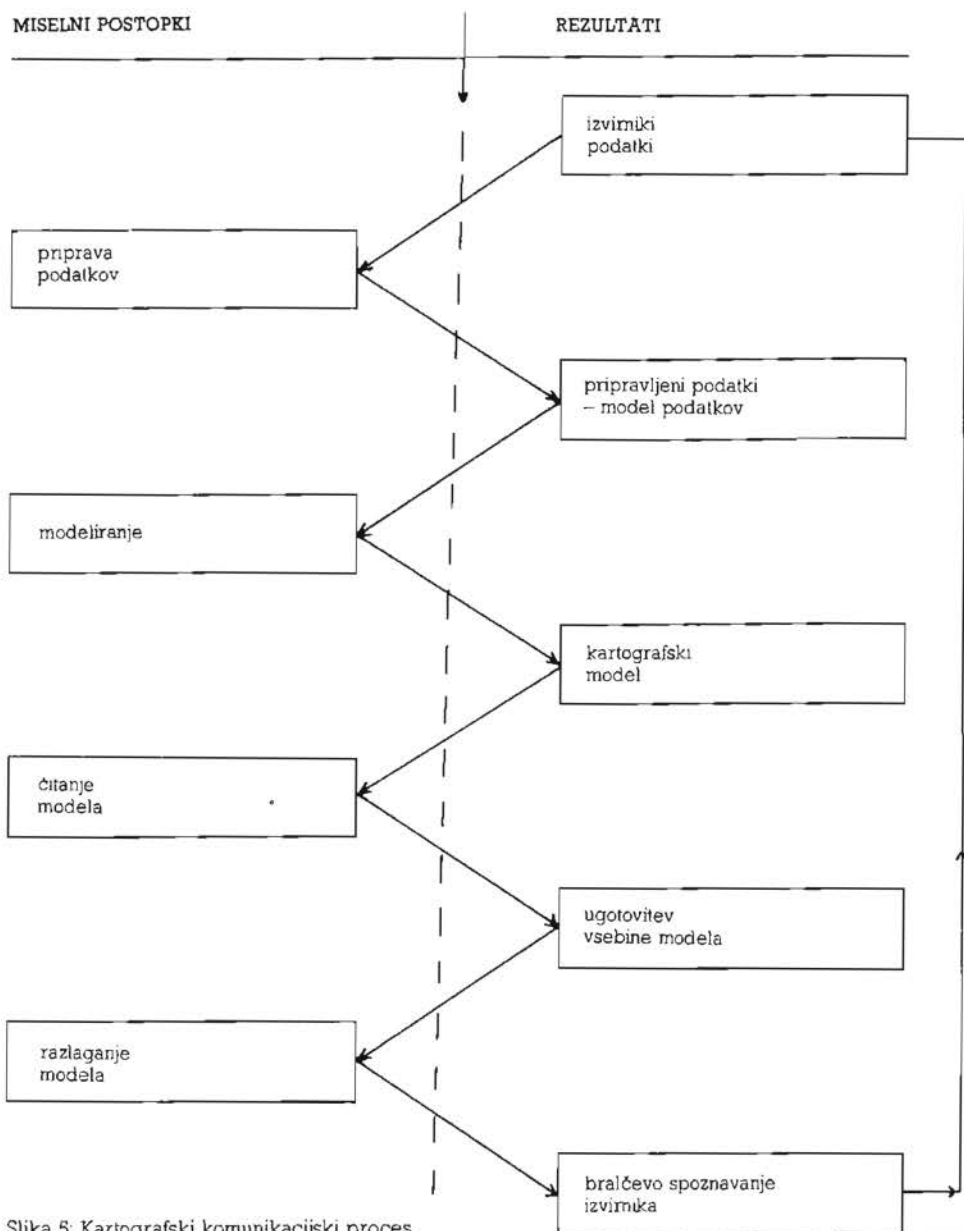 MISELNI POSTOPKI
REZULTATI
izvirniki
podatki
priprava
podatkov
pripravljeni podatki
– model podatkov
modeliranje
kartografski
model
čitanje
modela
ugotovitev
vsebine modela
razlaganje
modela
bralčevo spoznavanje
izvirnika
Slika 5: Kartografski komunikacijski proces